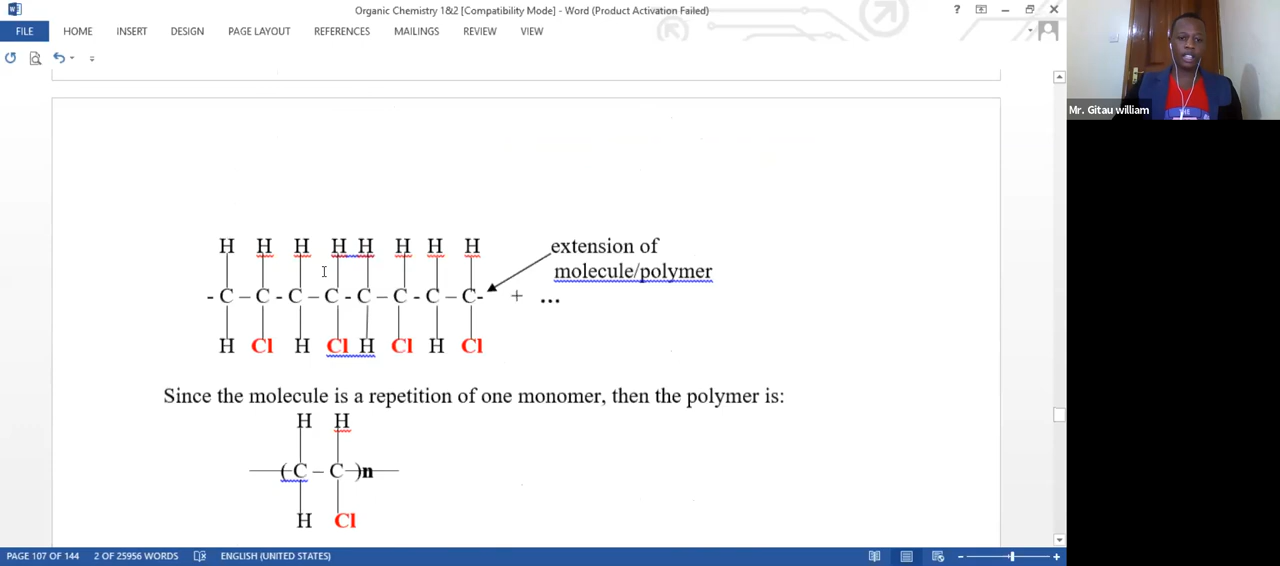 Organic Chemistry 1&2 [Compatibility Mode] - Word (Product Activation Failed)
FILE HOME INSERT DESIGN PAGE LAYOUT REFERENCES MAILINGS REVIEW VIEW
Mr. Gitau william
H H H H H H H H extension of
molecule/polymer
- C – C - C – C - C – C - C – C- + ...
H Cl H Cl H Cl H Cl
Since the molecule is a repetition of one monomer, then the polymer is:
H H
( C – C )n
H Cl
PAGE 107 OF 144 2 OF 25956 WORDS ENGLISH (UNITED STATES)